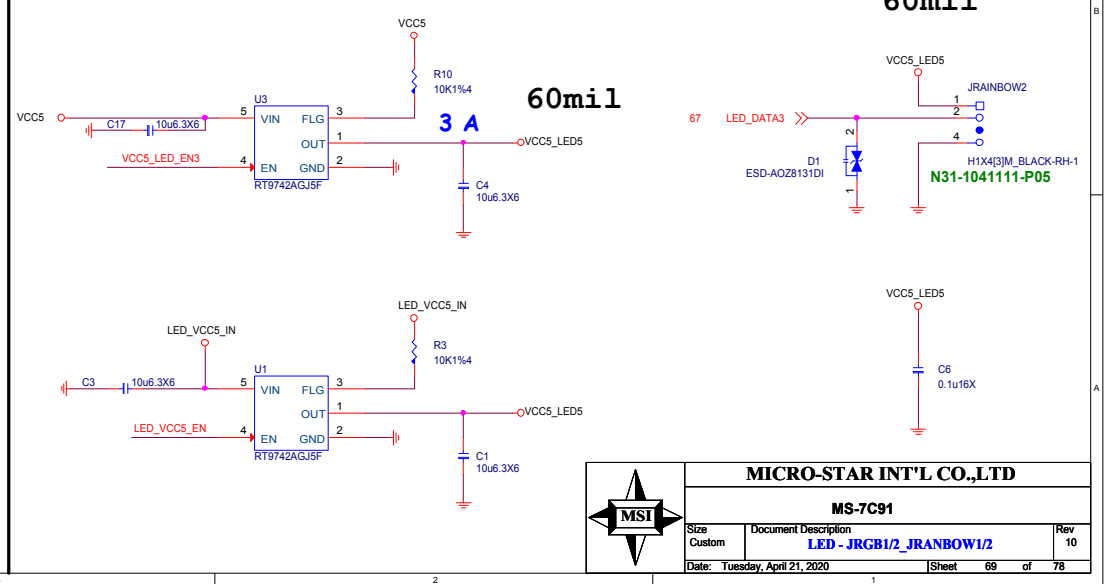 60mil
B
VCC5
R10
10K1%4
VCC5
C17
10u6.3X6
U3
5
VIN
FLG
3
OUT
1
4
EN
GND
2
RT9742AGJ5F
VCC5_LED_EN3
60mil
3 A
VCC5_LED5
C4
10u6.3X6
VCC5_LED5
JRAINBOW2
1
2
4
67
LED_DATA3
2
D1
ESD-AOZ8131DI
1
H1X4[3]M_BLACK-RH-1
N31-1041111-P05
LED_VCC5_IN
R3
10K1%4
LED_VCC5_IN
C3
10u6.3X6
U1
5
VIN
FLG
3
OUT
1
4
EN
GND
2
RT9742AGJ5F
LED_VCC5_EN
VCC5_LED5
C1
10u6.3X6
VCC5_LED5
C6
0.1u16X
A
MSI
MICRO-STAR INT'L CO.,LTD
MS-7C91
Size
Custom
Document Description
LED - JRGB1/2_JRANBOW1/2
Rev
10
Date: Tuesday, April 21, 2020
Sheet 69 of 78
2
1